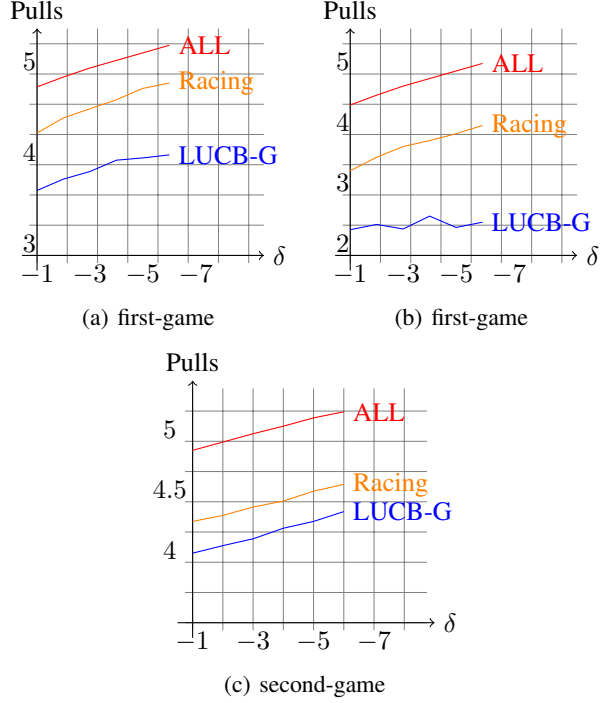 Pulls
5
4
3
ALL
Racing
LUCB-G
−1 −3 −5 −7 δ
(a) first-game
Pulls
5
4
3
2
ALL
Racing
LUCB-G
−1 −3 −5 −7 δ
(b) first-game
Pulls
5
4.5
4
ALL
Racing
LUCB-G
−1 −3 −5 −7 δ
(c) second-game